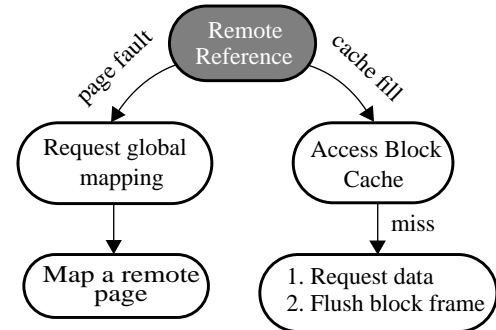 Remote
Reference
page fault
cache fill
Request global
mapping
Access Block
Cache
miss
Map a remote
page
1. Request data
2. Flush block frame